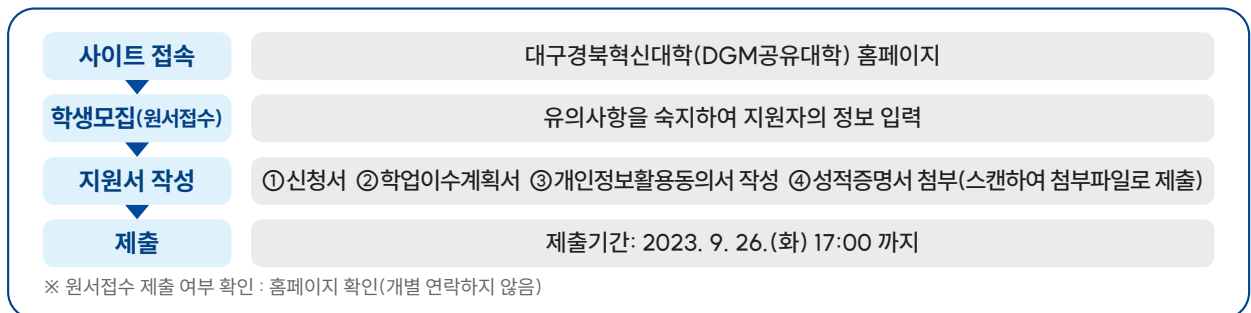 사이트 접속 대구경북혁신대학(DGM공유대학) 홈페이지
학생모집(원서접수) 유의사항을 숙지하여 지원자의 정보 입력
지원서 작성 ①신청서 ②학업이수계획서 ③개인정보활용동의서 작성 ④성적증명서 첨부(스캔하여 첨부파일로 제출)
제출 제출기간: 2023. 9. 26.(화) 17:00 까지
※ 원서접수 제출 여부 확인 : 홈페이지 확인(개별 연락하지 않음)